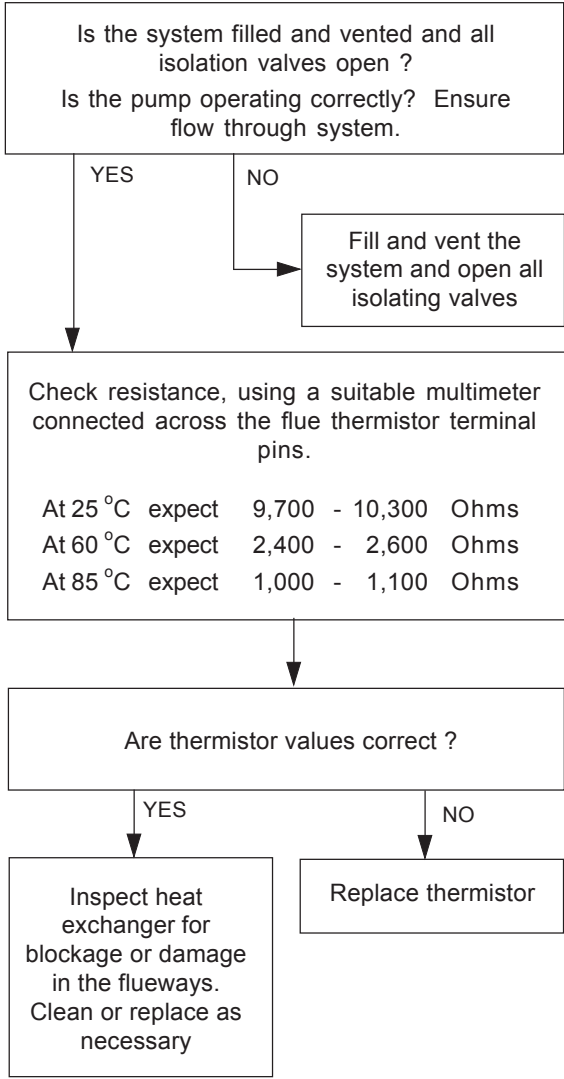 Is the system filled and vented and all
isolation valves open ?
Is the pump operating correctly? Ensure
flow through system.
YES
NO
Fill and vent the
system and open all
isolating valves
Check resistance, using a suitable multimeter
connected across the flue thermistor terminal
pins.
At 25 °C expect 9,700 - 10,300 Ohms
At 60 °C expect 2,400 - 2,600 Ohms
At 85 °C expect 1,000 - 1,100 Ohms
Are thermistor values correct ?
YES
NO
Inspect heat
exchanger for
blockage or damage
in the flueways.
Clean or replace as
necessary
Replace thermistor